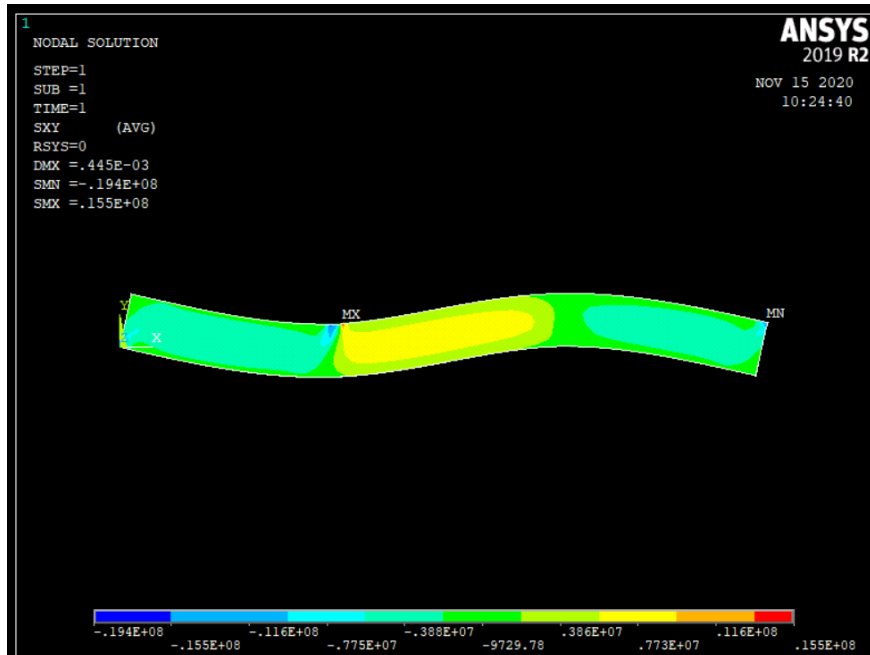 1
NODAL SOLUTION
STEP=1
SUB =1
TIME=1
SXY (AVG)
RSYS=0
DMX =.445E-03
SMN =-.194E+08
SMX =.155E+08
ANSYS
2019 R2
NOV 15 2020
10:24:40
Y
X
MX
MN
-.194E+08 -.116E+08 -.388E+07 .386E+07 .116E+08
-.155E+08 -.775E+07 -9729.78 .773E+07 .155E+08